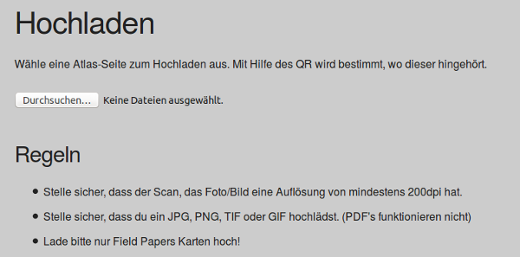 Hochladen
Wähle eine Atlas-Seite zum Hochladen aus. Mit Hilfe des QR wird bestimmt, wo dieser hingehört.
Durchsuchen... Keine Dateien ausgewählt.
Regeln
• Stelle sicher, dass der Scan, das Foto/Bild eine Auflösung von mindestens 200dpi hat.
• Stelle sicher, dass du ein JPG, PNG, TIF oder GIF hochlädst. (PDF's funktionieren nicht)
• Lade bitte nur Field Papers Karten hoch!